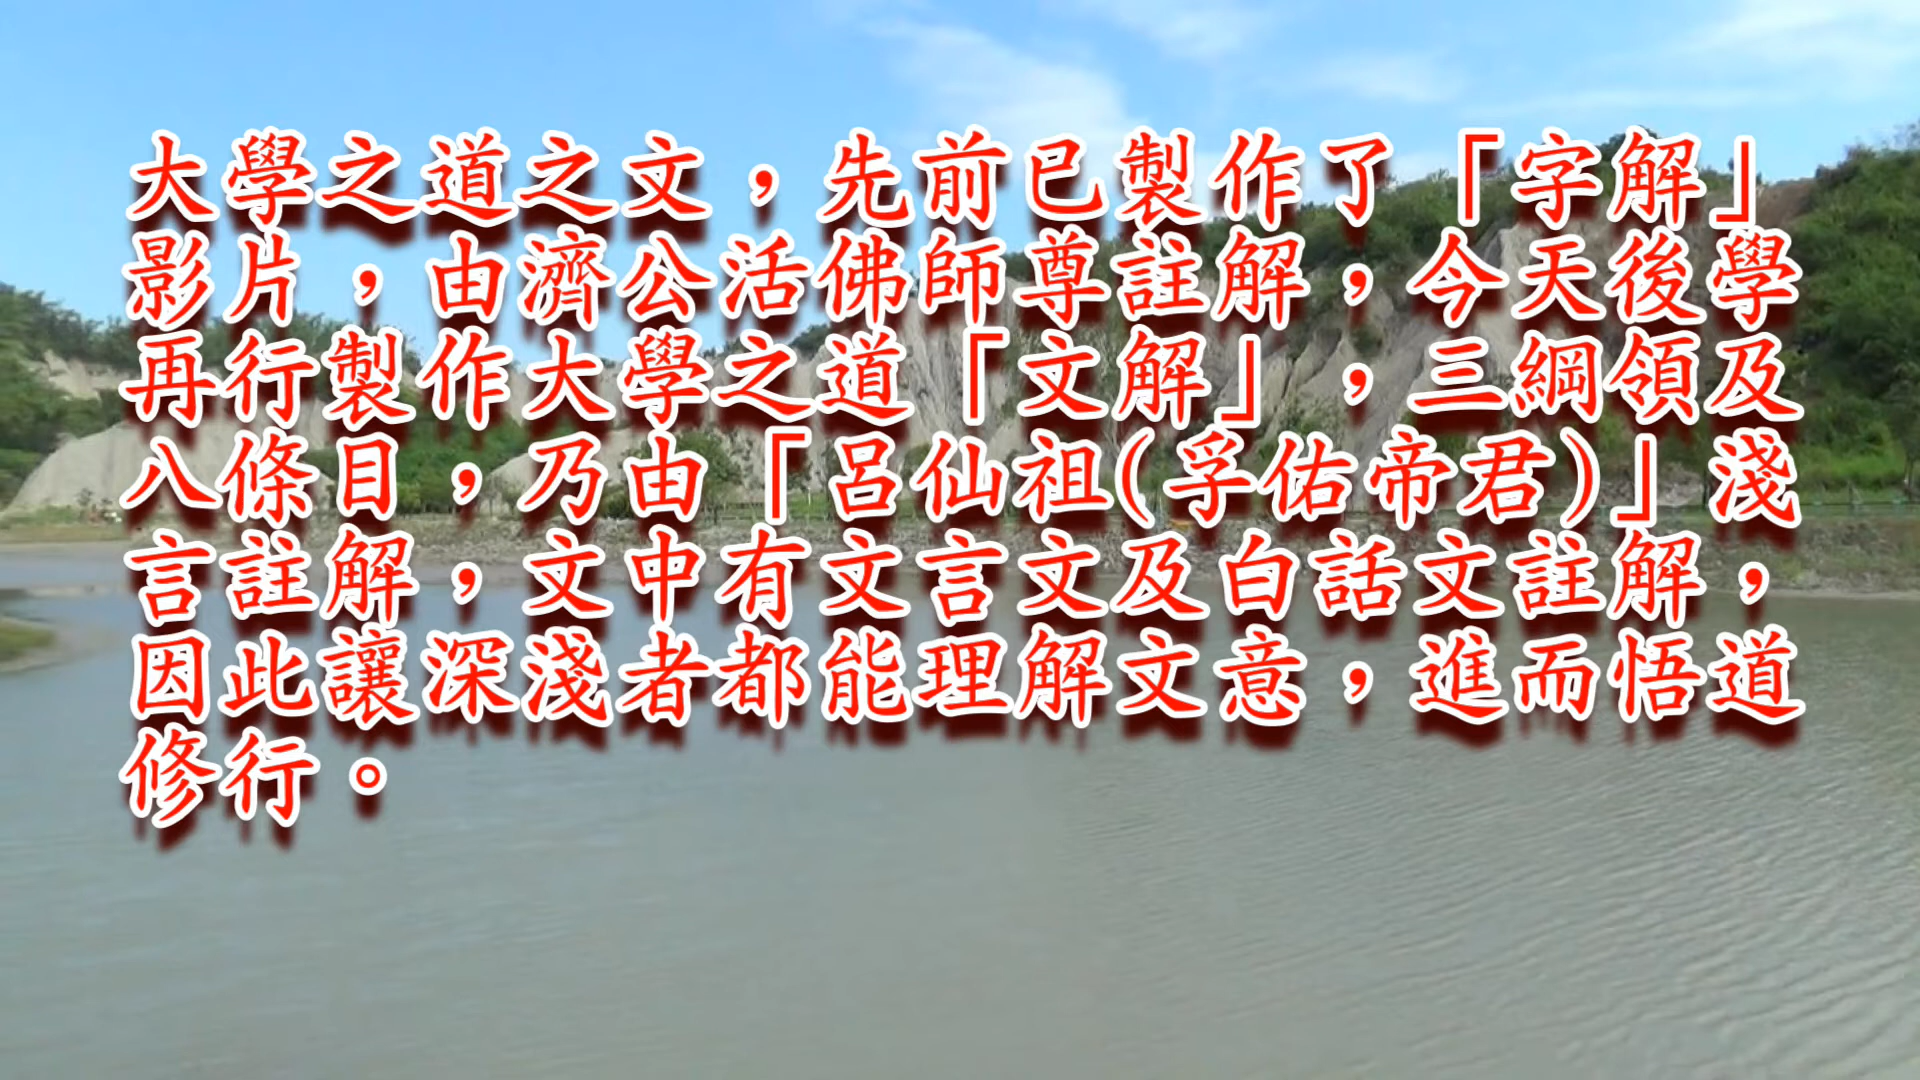 大學之道之文，先前已製作了「字解」
影片，由濟公活佛師尊註解，今天後學
再行製作大學之道「文解」，三綱領及
八條目，乃由「呂仙祖(孚佑帝君)」淺
言註解，文中有文言文及白話文註解，
因此讓深淺者都能理解文意，進而悟道
修行。